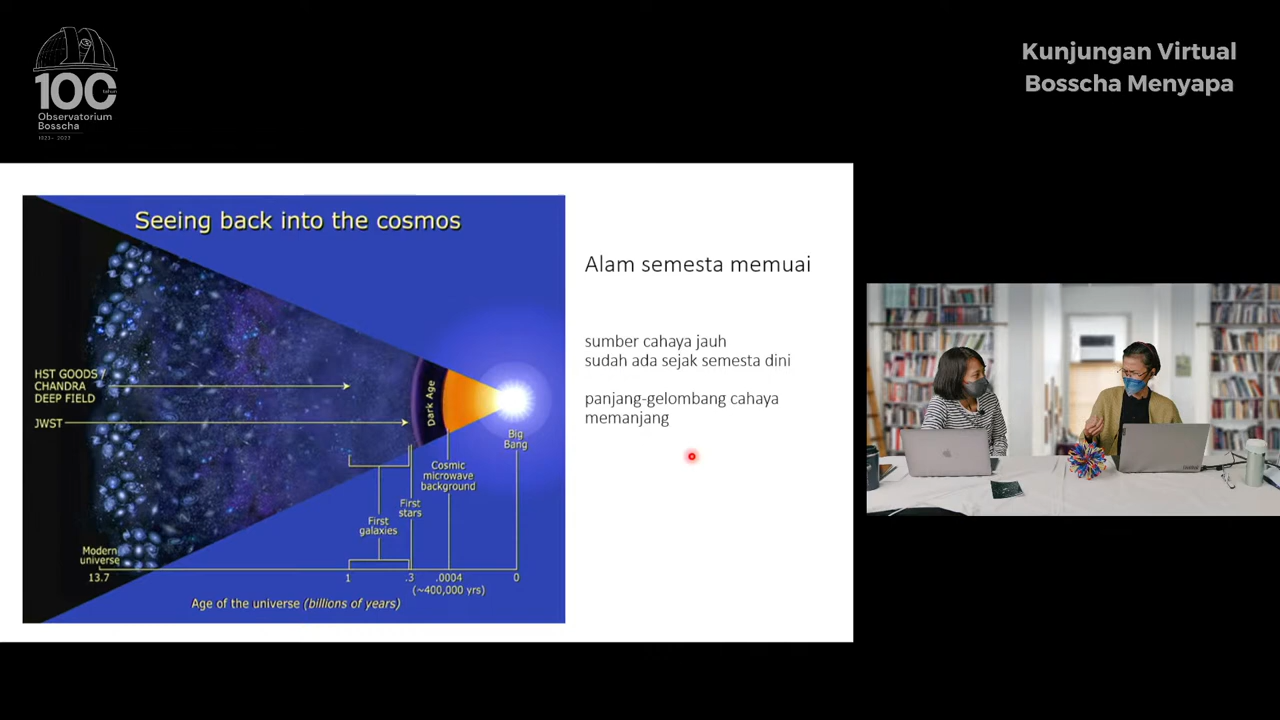 100
tahun
Observatorium
Bosscha
1923 - 2023
Kunjungan Virtual
Bosscha Menyapa
Seeing back into the cosmos
HST GOODS /
CHANDRA
DEEP FIELD
JWST
Dark Age
Big
Bang
Cosmic
microwave
background
First
stars
First
galaxies
Modern
universe
13.7
1
.3
.0004
(~400,000 yrs)
0
Age of the universe (billions of years)
Alam semesta memuai
sumber cahaya jauh
sudah ada sejak semesta dini
panjang-gelombang cahaya
memanjang